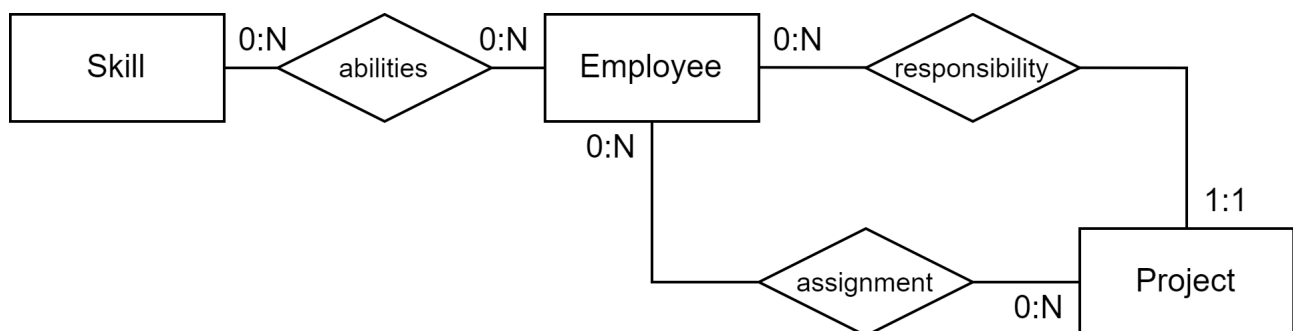 0:N 0:N 0:N
Skill abilities Employee responsibility
0:N
1:1
assignment Project
0:N